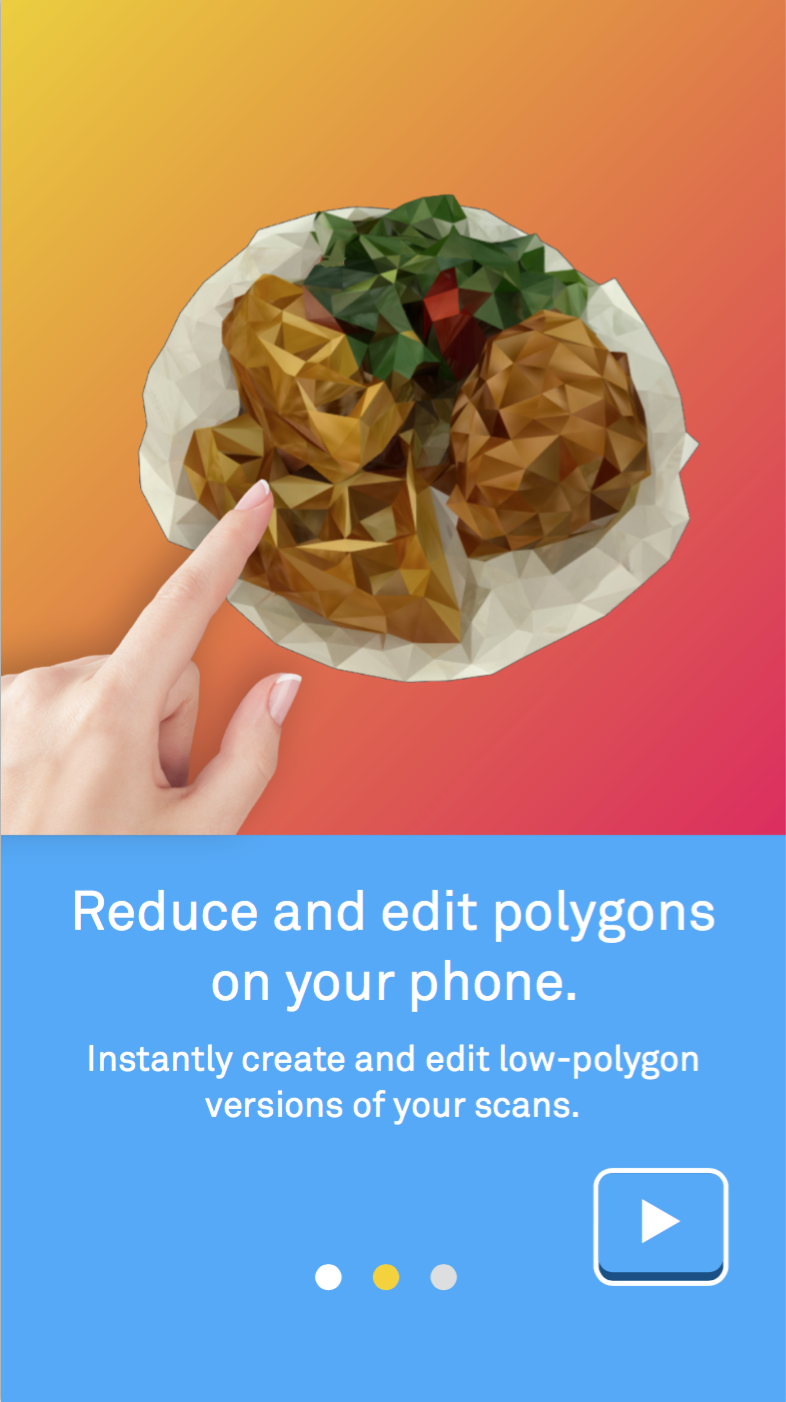 Reduce and edit polygons
on your phone.
Instantly create and edit low-polygon
versions of your scans.